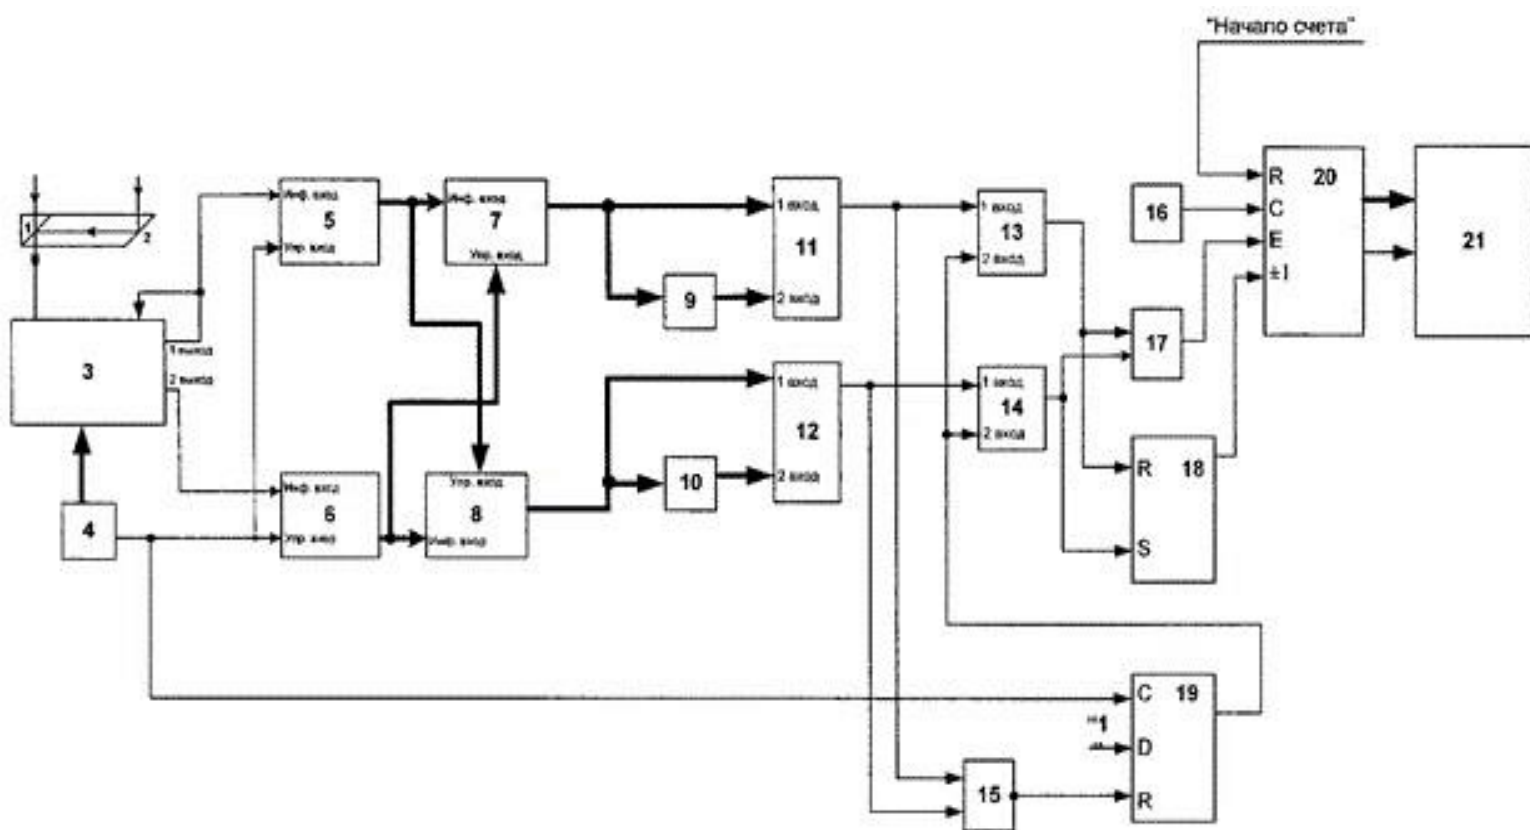 "Начало счета"
R
20
C
E
±1
21
16
17
1
2
3
1 выход
2 выход
4
Инф. вход
5
Упр. вход
Инф. вход
7
Упр. вход
Инф. вход
6
Упр. вход
Упр. вход
8
Инф. вход
9
10
1 вход
11
2 вход
1 вход
12
2 вход
1 вход
13
2 вход
1 вход
14
2 вход
R
18
S
C
19
"1
"
D
R
15